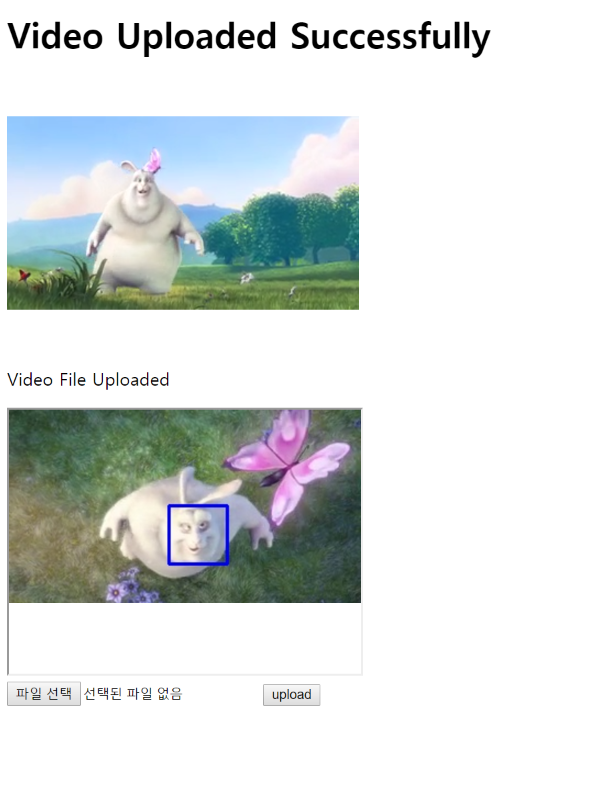 Video Uploaded Successfully
Video File Uploaded
파일 선택 선택된 파일 없음 upload